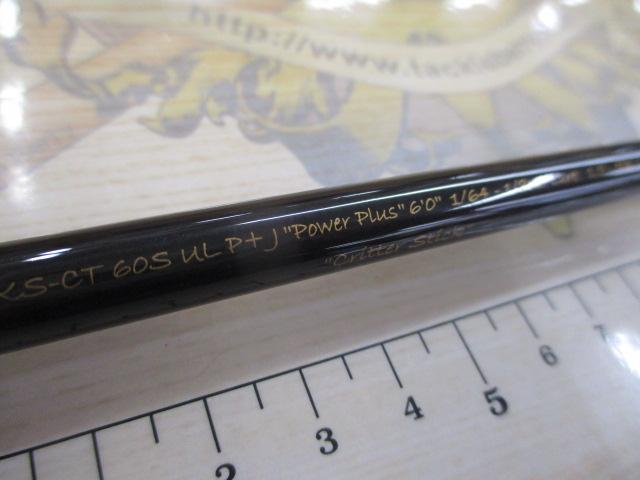 http://www.tackle
KS-CT 60S UL P+J "Power Plus" 6'0" 1/64 -
"Critter Stick"
2 3 4 5 6 7